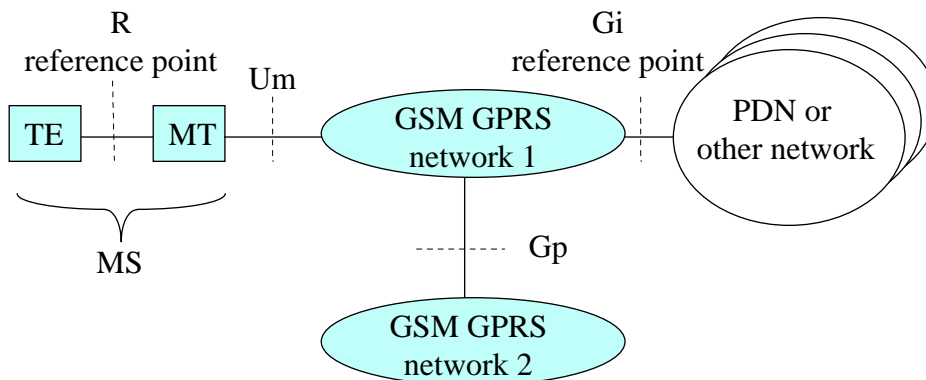 R
reference point
Um
Gi
reference point
TE
MT
GSM GPRS
network 1
PDN or
other network
MS
Gp
GSM GPRS
network 2